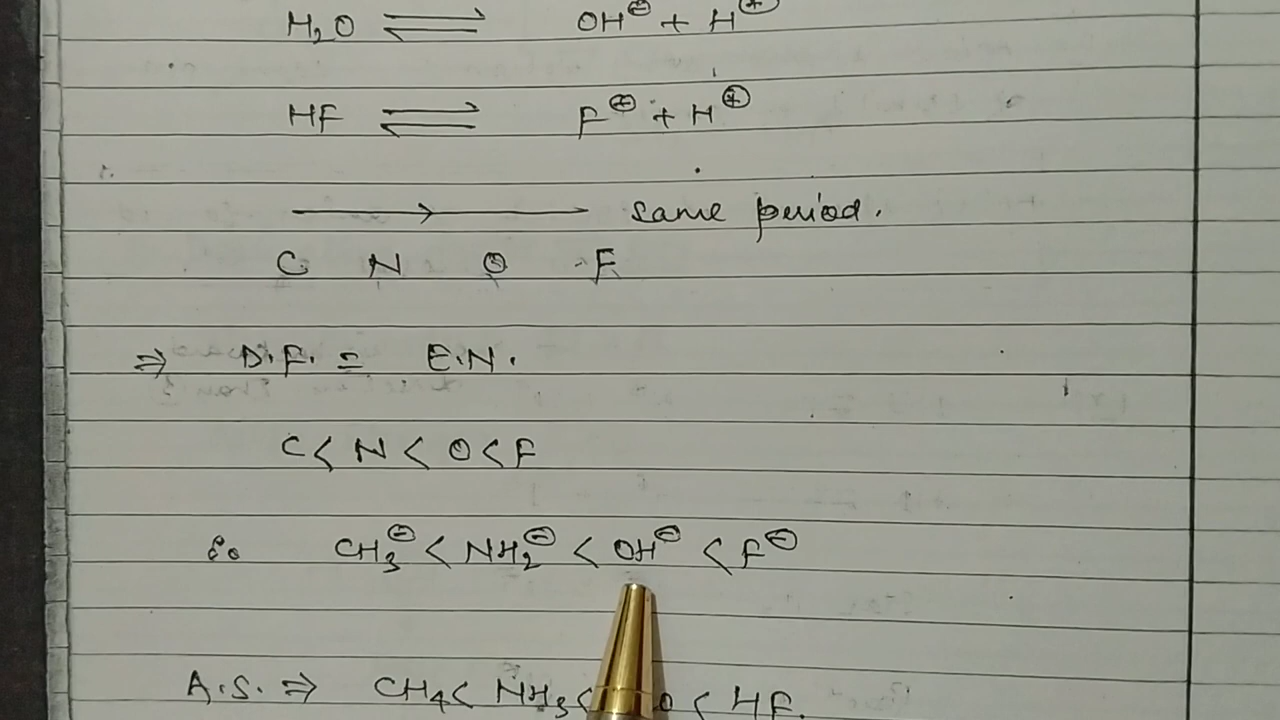 H₂O ⇌ OH⊖ + H⊕
HF ⇌ F⊖ + H⊕
⟶ same period.
C N O F
⇒ D.F. = E.N.
C < N < O < F
So CH₃⊖ < NH₂⊖ < OH⊖ < F⊖
A.S. ⇒ CH₄ < NH₃ < O < HF.